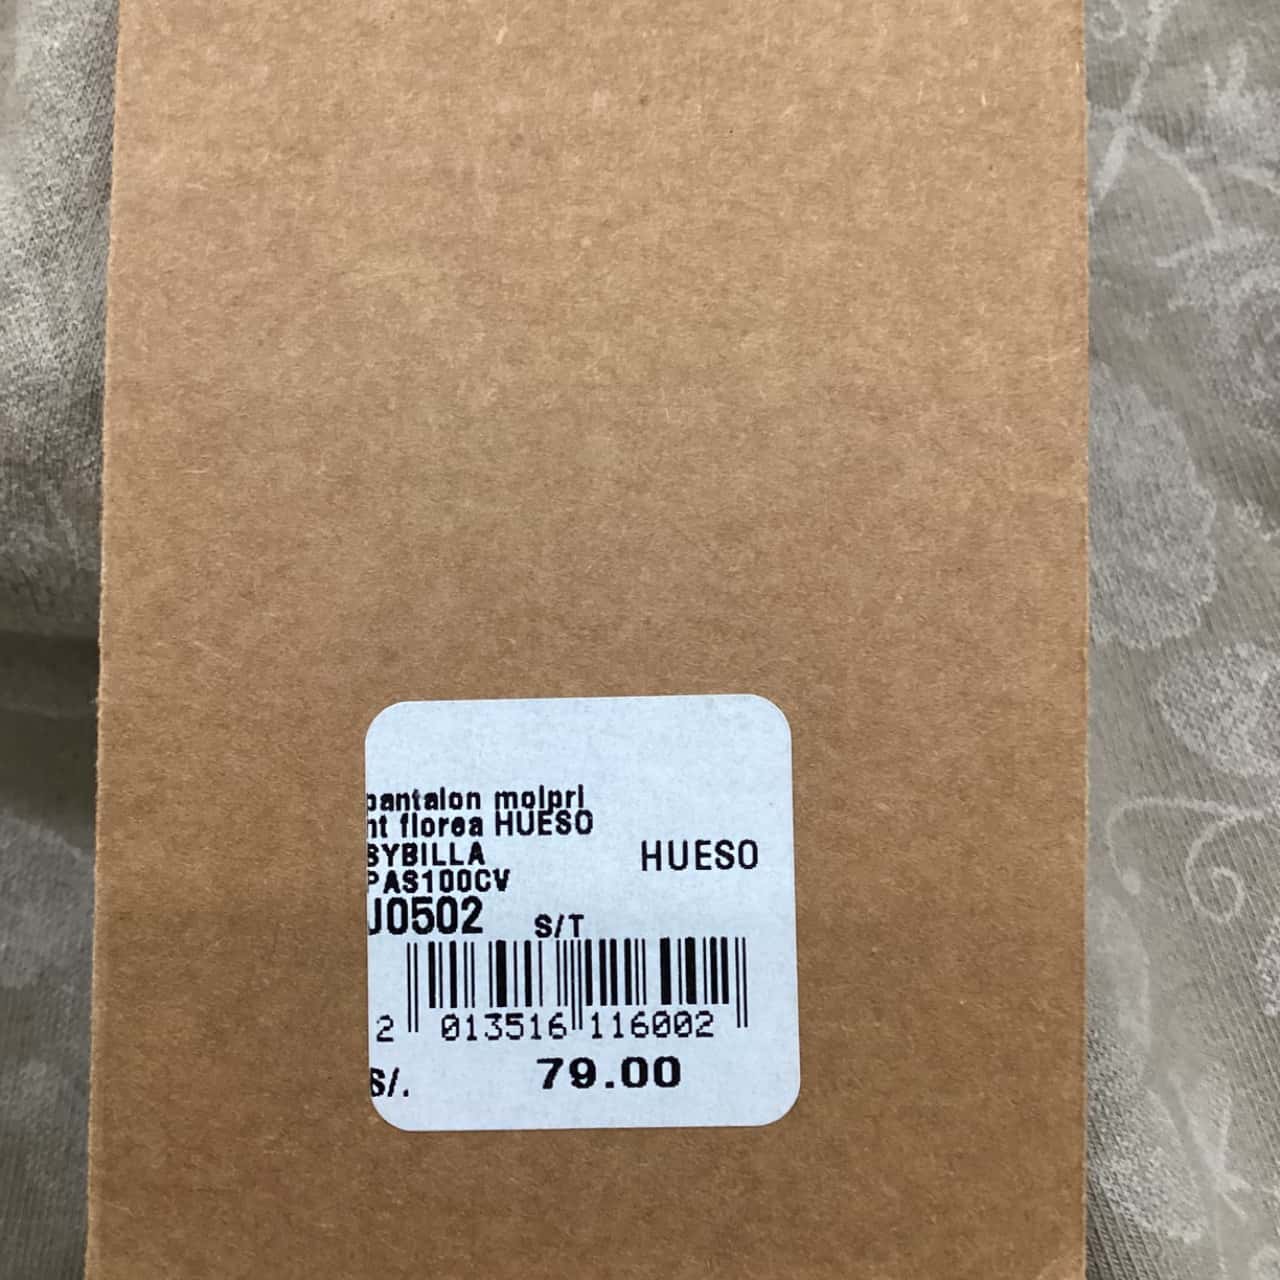 pantalon molpri
nt florea HUESO
SYBILLA
HUESO
PAS100CV
J0502
S/T
2 013516 116002
S/. 79.00